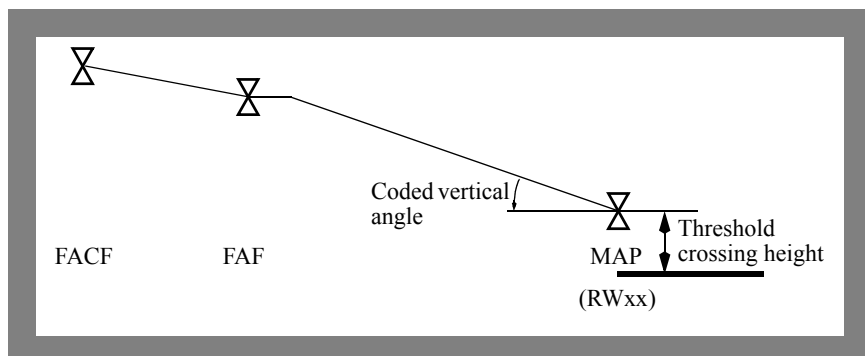 Coded vertical
angle
Threshold
crossing height
FACF
FAF
MAP
(RWxx)